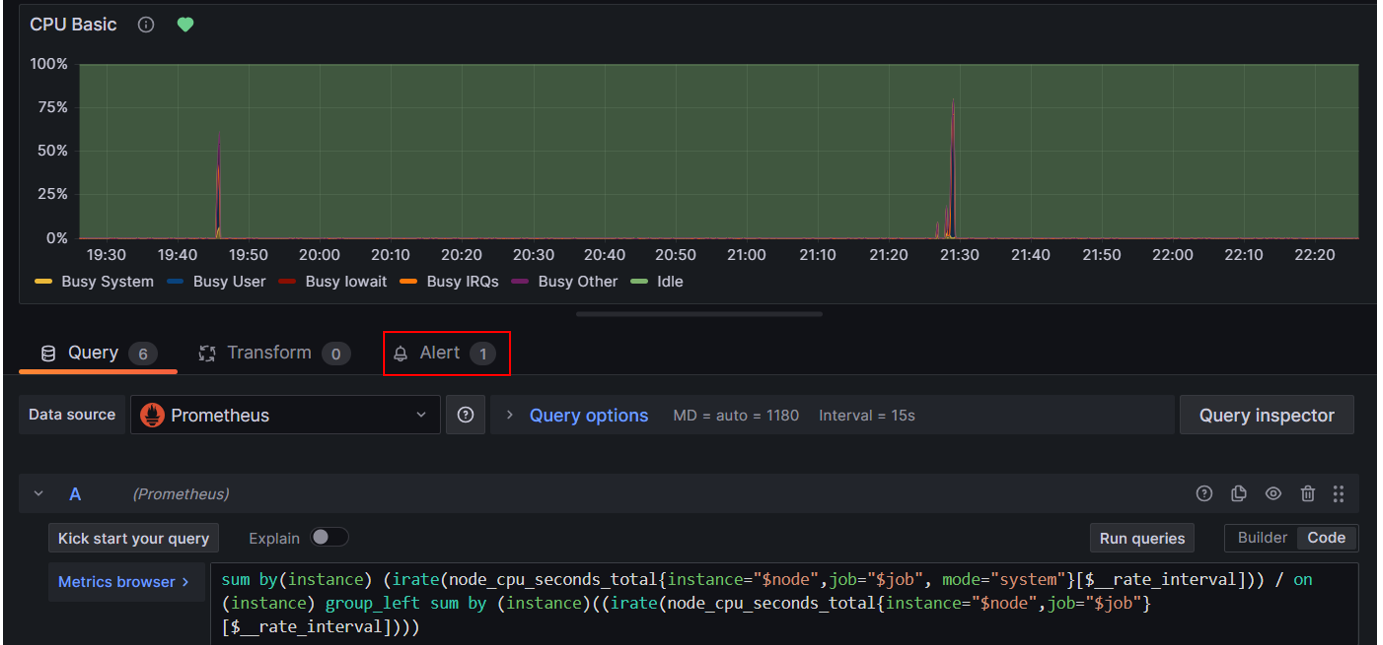 CPU Basic
100%
75%
50%
25%
0%
19:30 19:40 19:50 20:00 20:10 20:20 20:30 20:40 20:50 21:00 21:10 21:20 21:30 21:40 21:50 22:00 22:10 22:20
Busy System Busy User Busy Iowait Busy IRQs Busy Other Idle
Query 6 Transform 0 Alert 1
Data source Prometheus Query options MD = auto = 1180 Interval = 15s Query inspector
A (Prometheus)
Kick start your query Explain Run queries Builder Code
Metrics browser > sum by(instance) (irate(node_cpu_seconds_total{instance="$node",job="$job", mode="system"}[$__rate_interval])) / on
(instance) group_left sum by (instance)((irate(node_cpu_seconds_total{instance="$node",job="$job"}
[$__rate_interval])))